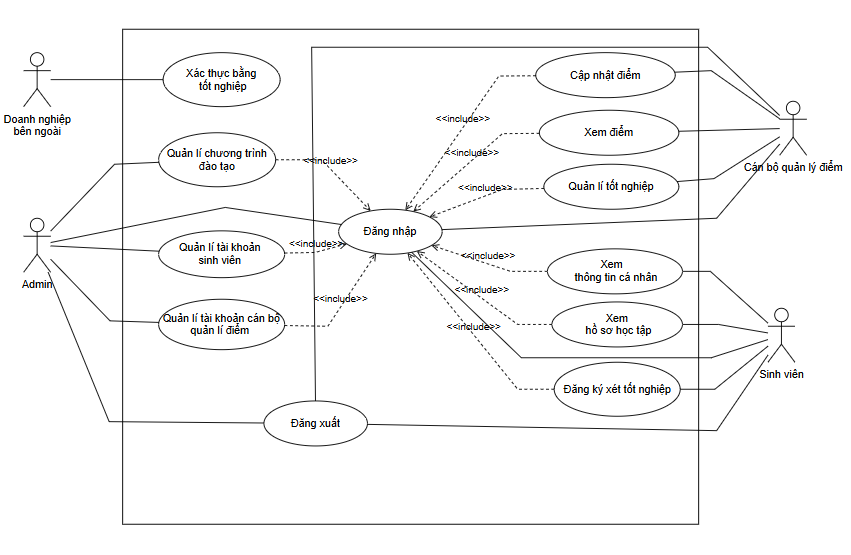 Doanh nghiệp
bên ngoài
Xác thực bằng
tốt nghiệp
Cập nhật điểm
<<include>>
Xem điểm
<<include>>
Cán bộ quản lý điểm
Quản lí chương trình
đào tạo
<<include>>
Quản lí tốt nghiệp
<<include>>
Admin
Đăng nhập
Quản lí tài khoản
sinh viên
<<include>>
Xem
thông tin cá nhân
<<include>>
Quản lí tài khoản cán bộ
quản lí điểm
<<include>>
Xem
hồ sơ học tập
<<include>>
Sinh viên
Đăng ký xét tốt nghiệp
<<include>>
Đăng xuất